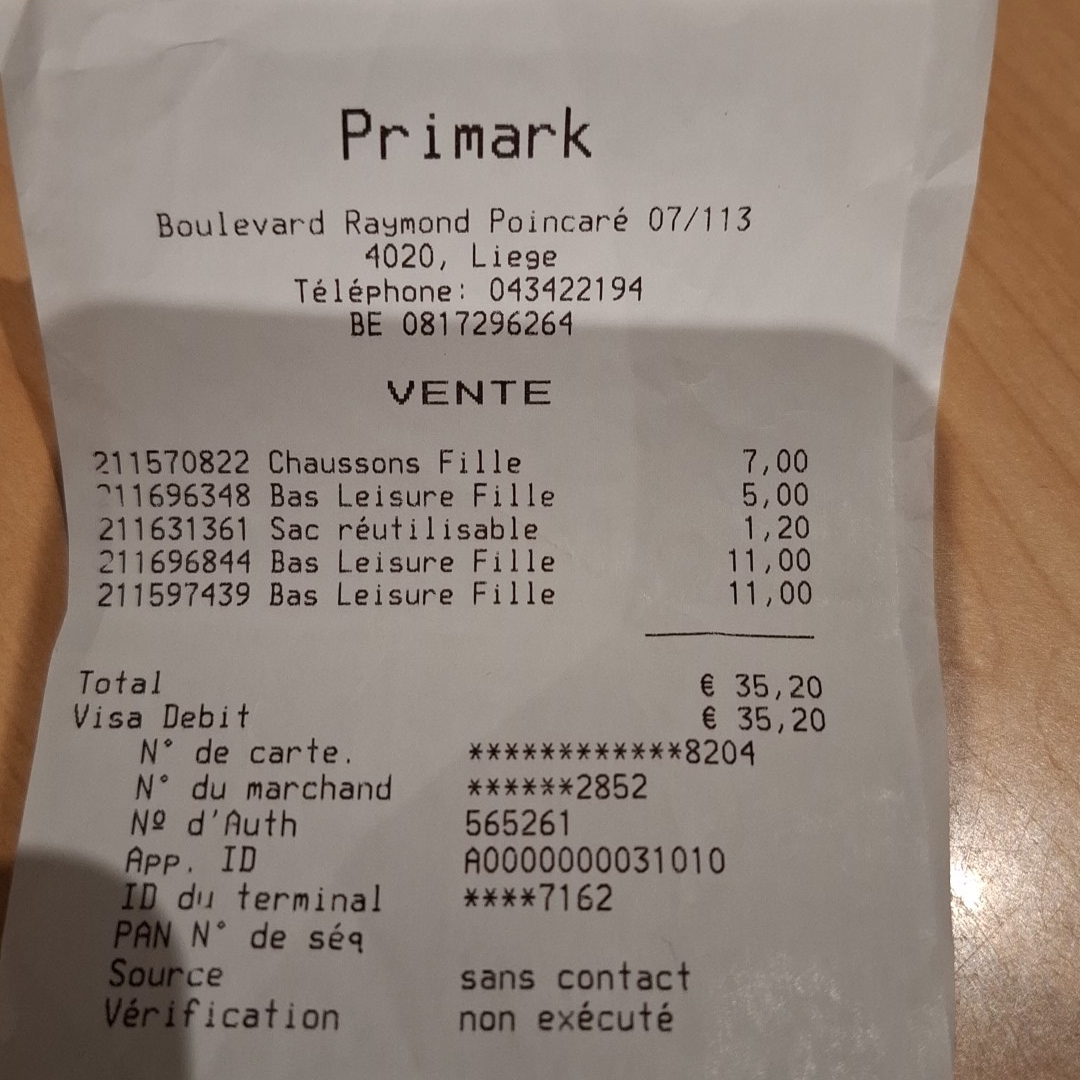 Primark
Boulevard Raymond Poincaré 07/113
4020, Liege
Téléphone: 043422194
BE 0817296264
VENTE
211570822 Chaussons Fille 7,00
211696348 Bas Leisure Fille 5,00
211631361 Sac réutilisable 1,20
211696844 Bas Leisure Fille 11,00
211597439 Bas Leisure Fille 11,00
Total € 35,20
Visa Debit € 35,20
N° de carte. ************8204
N° du marchand ******2852
Nº d'Auth 565261
App. ID A0000000031010
ID du terminal ****7162
PAN N° de séq
Source sans contact
Vérification non exécuté